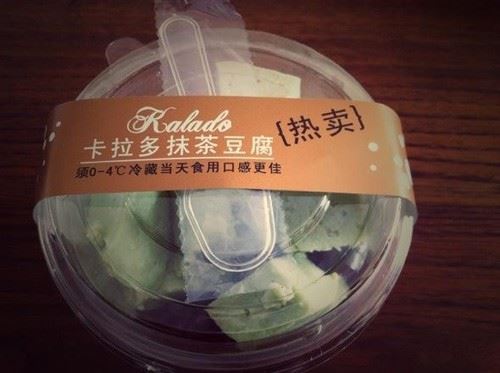 Kalado
卡拉多抹茶豆腐
{热卖}
须0-4℃冷藏当天食用口感更佳